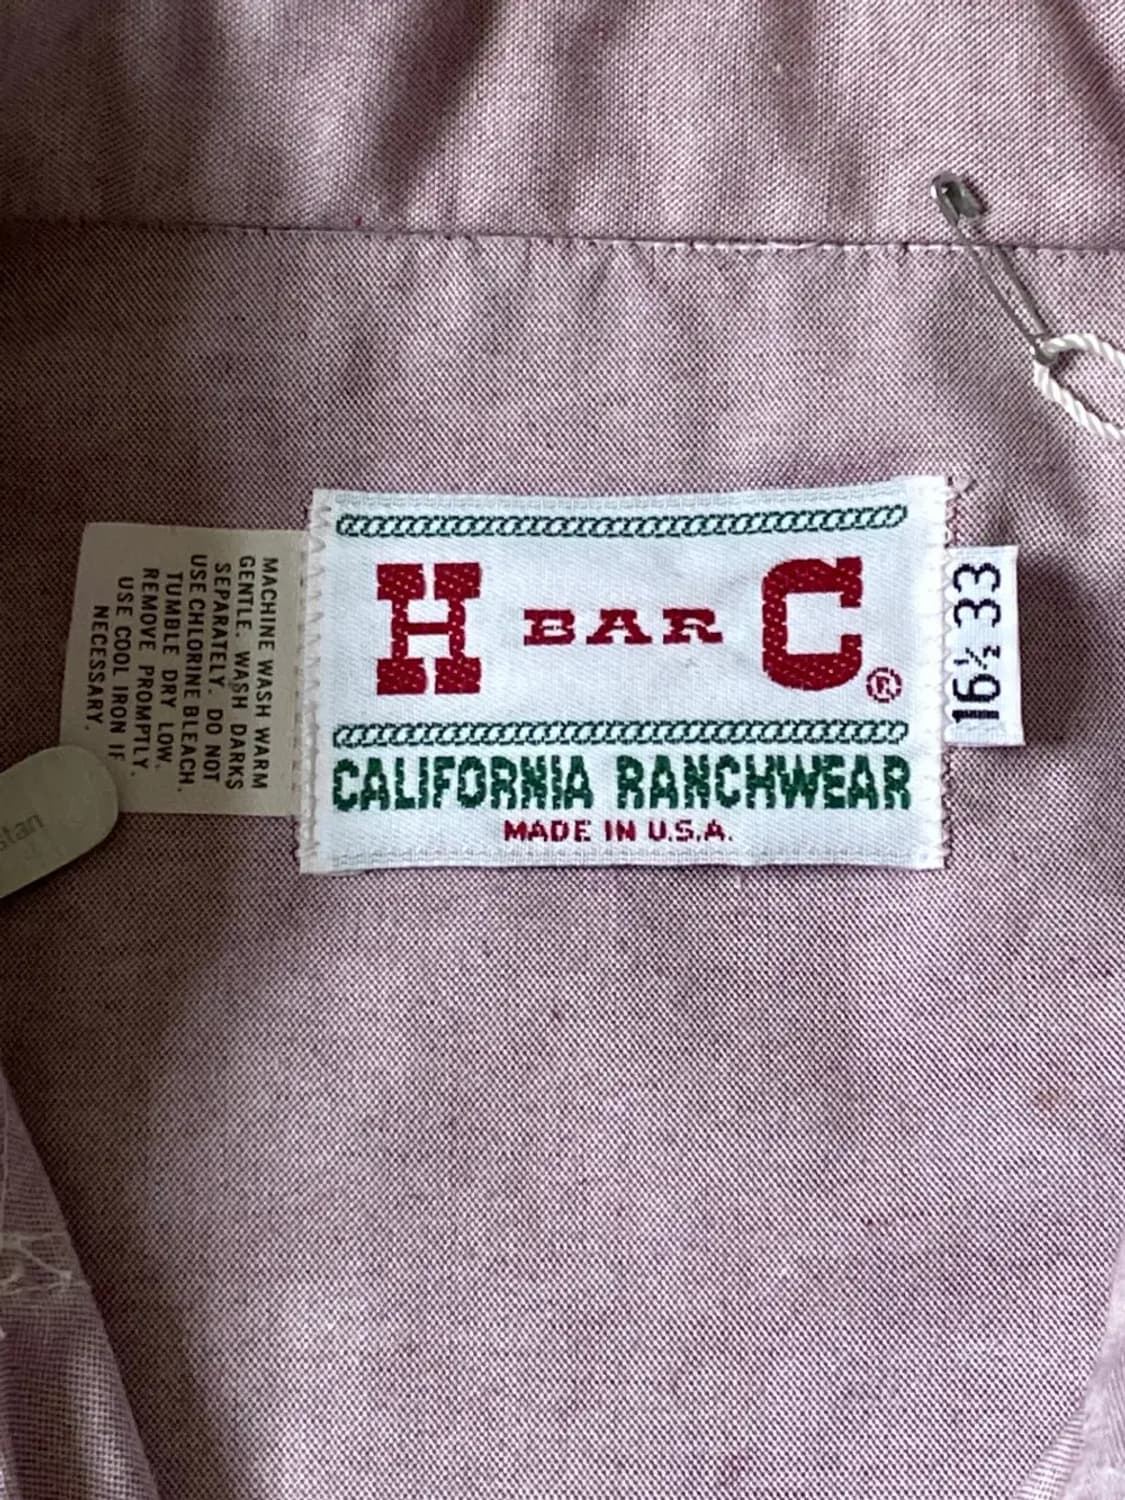 H BAR C ®
CALIFORNIA RANCHWEAR
MADE IN U.S.A.
16½ 33
MACHINE WASH WARM
GENTLE. WASH DARKS
SEPARATELY. DO NOT
USE CHLORINE BLEACH.
TUMBLE DRY LOW.
REMOVE PROMPTLY.
USE COOL IRON IF
NECESSARY.
stan